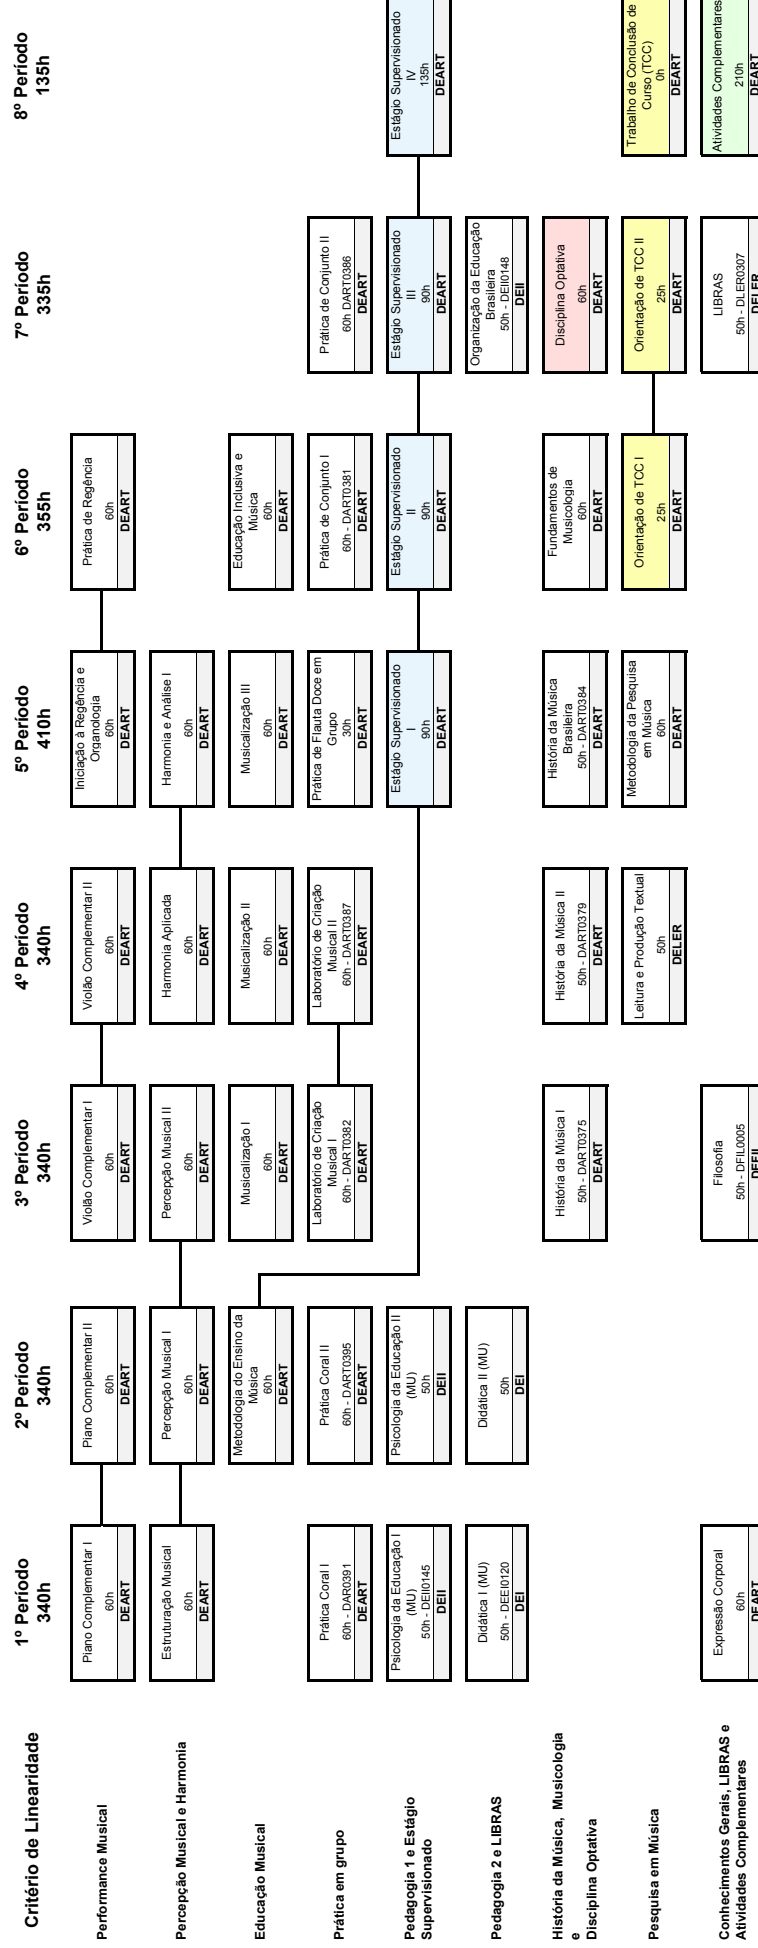 Critério de Linearidade
1º Período
340h
2º Período
340h
3º Período
340h
4º Período
340h
5º Período
410h
6º Período
355h
7º Período
335h
8º Período
135h
Performance Musical
Piano Complementar I
60h
DEART
Piano Complementar II
60h
DEART
Violão Complementar I
60h
DEART
Violão Complementar II
60h
DEART
Iniciação à Regência e
Organologia
60h
DEART
Prática de Regência
60h
DEART
Percepção Musical e Harmonia
Estruturação Musical
60h
DEART
Percepção Musical I
60h
DEART
Percepção Musical II
60h
DEART
Harmonia Aplicada
60h
DEART
Harmonia e Análise I
60h
DEART
Educação Musical
Metodologia do Ensino da
Música
60h
DEART
Musicalização I
60h
DEART
Musicalização II
60h
DEART
Musicalização III
60h
DEART
Educação Inclusiva e
Música
60h
DEART
Prática em grupo
Prática Coral I
60h - DAR0391
DEART
Prática Coral II
60h - DART0395
DEART
Laboratório de Criação
Musical I
60h - DART0382
DEART
Laboratório de Criação
Musical II
60h - DART0387
DEART
Prática de Flauta Doce em
Grupo
30h
DEART
Prática de Conjunto I
60h - DART0381
DEART
Prática de Conjunto II
60h DART0386
DEART
Pedagogia 1 e Estágio
Supervisionado
Psicologia da Educação I
(MU)
50h - DEII0145
DEII
Psicologia da Educação II
(MU)
50h
DEII
Estágio Supervisionado
I
90h
DEART
Estágio Supervisionado
II
90h
DEART
Estágio Supervisionado
III
90h
DEART
Estágio Supervisionado
IV
135h
DEART
Pedagogia 2 e LIBRAS
Didática I (MU)
50h - DEEI0120
DEI
Didática II (MU)
50h
DEI
Organização da Educação
Brasileira
50h - DEII0148
DEII
História da Música, Musicologia
e
Disciplina Optativa
História da Música I
50h - DART0375
DEART
História da Música II
50h - DART0379
DEART
História da Música
Brasileira
50h - DART0384
DEART
Fundamentos de
Musicologia
60h
DEART
Disciplina Optativa
60h
DEART
Pesquisa em Música
Leitura e Produção Textual
50h
DELER
Metodologia da Pesquisa
em Música
60h
DEART
Orientação de TCC I
25h
DEART
Orientação de TCC II
25h
DEART
Trabalho de Conclusão de
Curso (TCC)
0h
DEART
Conhecimentos Gerais, LIBRAS e
Atividades Complementares
Expressão Corporal
60h
DEART
Filosofia
50h - DFIL0005
DEFIL
LIBRAS
50h - DLER0307
DELER
Atividades Complementares
210h
DEART